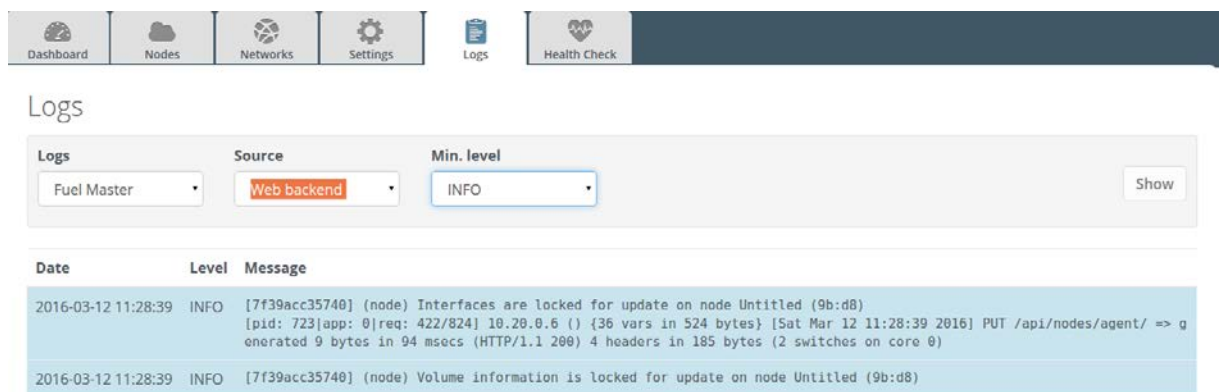 Dashboard Nodes Networks Settings Logs Health Check
Logs
Logs Source Min. level
Fuel Master Web backend INFO Show
Date Level Message
2016-03-12 11:28:39 INFO [7f39acc35740] (node) Interfaces are locked for update on node Untitled (9b:d8)
[pid: 723|app: 0|req: 422/824] 10.20.0.6 () {36 vars in 524 bytes} [Sat Mar 12 11:28:39 2016] PUT /api/nodes/agent/ => g
enerated 9 bytes in 94 msecs (HTTP/1.1 200) 4 headers in 185 bytes (2 switches on core 0)
2016-03-12 11:28:39 INFO [7f39acc35740] (node) Volume information is locked for update on node Untitled (9b:d8)